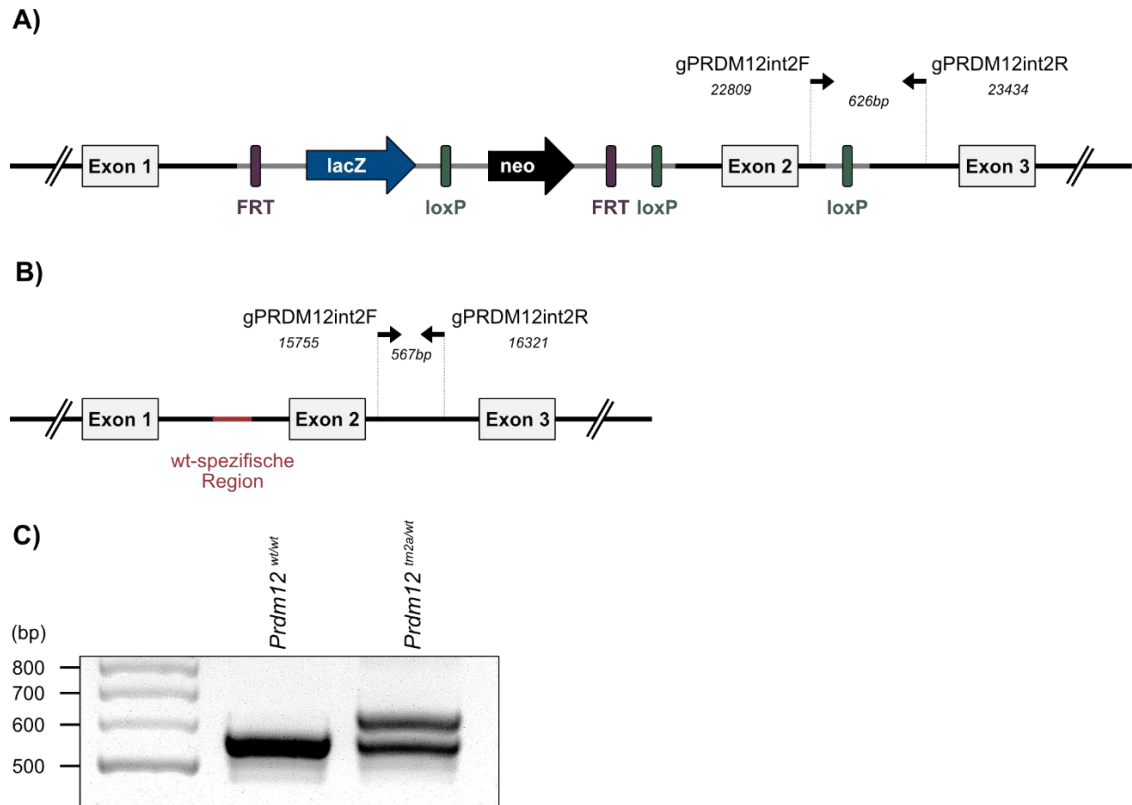 A)
gPRDM12int2F gPRDM12int2R
22809 626bp 23434
Exon 1 lacZ neo Exon 2 Exon 3
FRT loxP FRT loxP loxP
B)
gPRDM12int2F gPRDM12int2R
15755 567bp 16321
Exon 1 Exon 2 Exon 3
wt-spezifische
Region
C)
Prdm12 wt/wt
Prdm12 tm2a/wt
(bp)
800
700
600
500